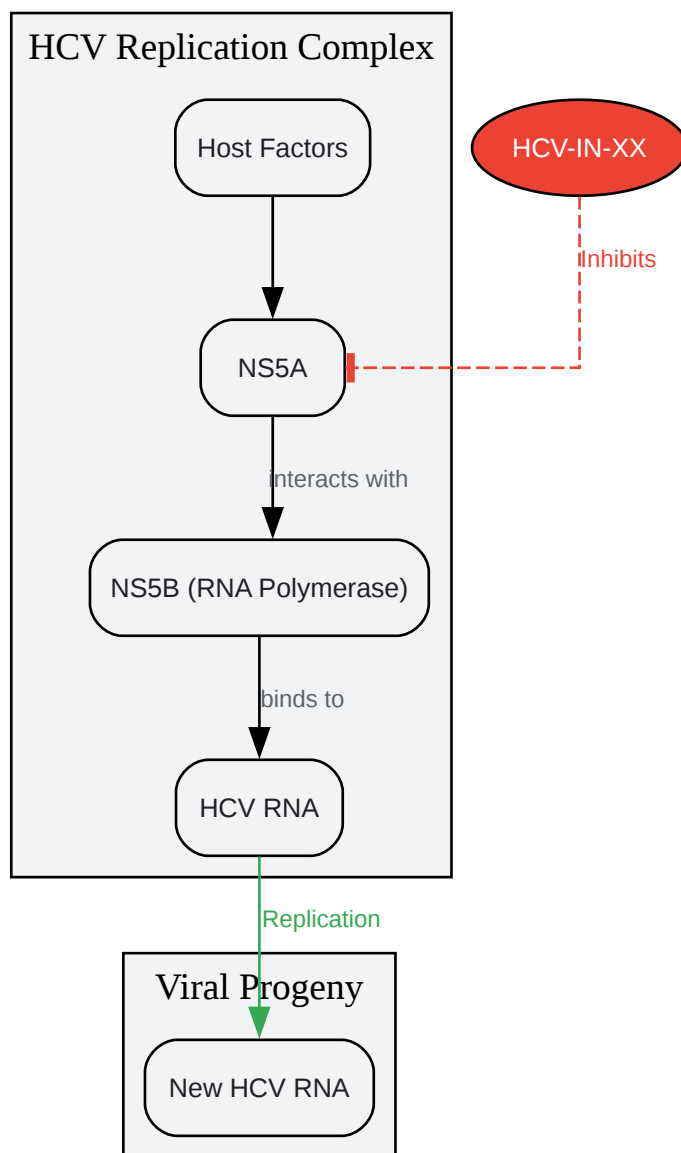 HCV Replication Complex
Host Factors
HCV-IN-XX
Inhibits
NS5A
interacts with
NS5B (RNA Polymerase)
binds to
HCV RNA
Replication
Viral Progeny
New HCV RNA